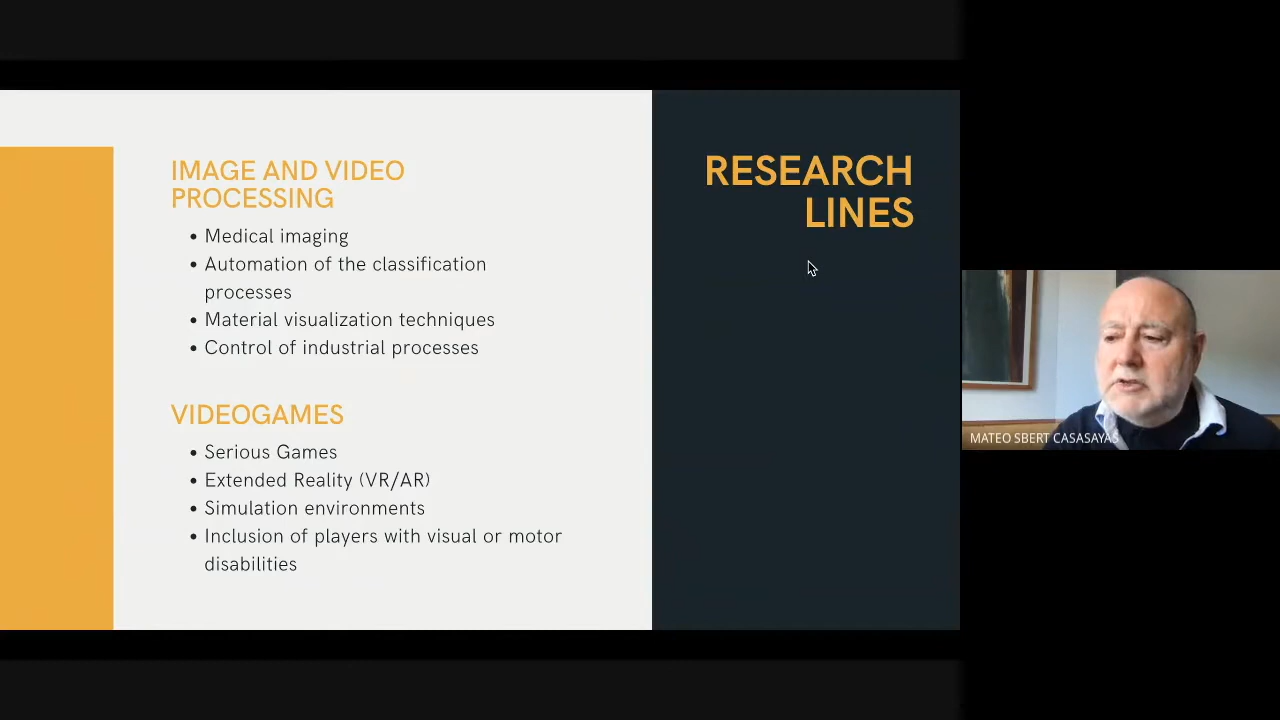 IMAGE AND VIDEO
PROCESSING
• Medical imaging
• Automation of the classification
processes
• Material visualization techniques
• Control of industrial processes
VIDEOGAMES
• Serious Games
• Extended Reality (VR/AR)
• Simulation environments
• Inclusion of players with visual or motor
disabilities
RESEARCH
LINES
MATEO SBERT CASASAYAS